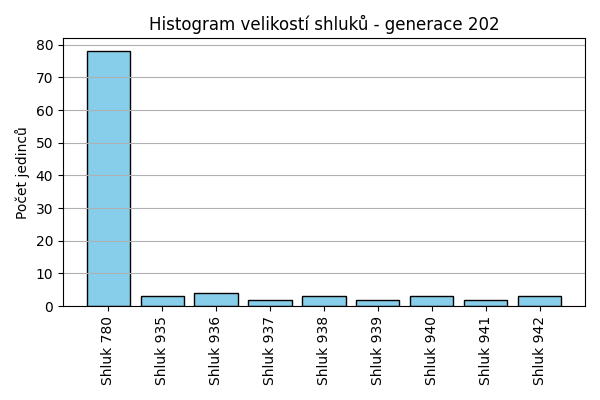 Histogram velikostí shluků - generace 202
Počet jedinců
80
70
60
50
40
30
20
10
0
Shluk 780
Shluk 935
Shluk 936
Shluk 937
Shluk 938
Shluk 939
Shluk 940
Shluk 941
Shluk 942